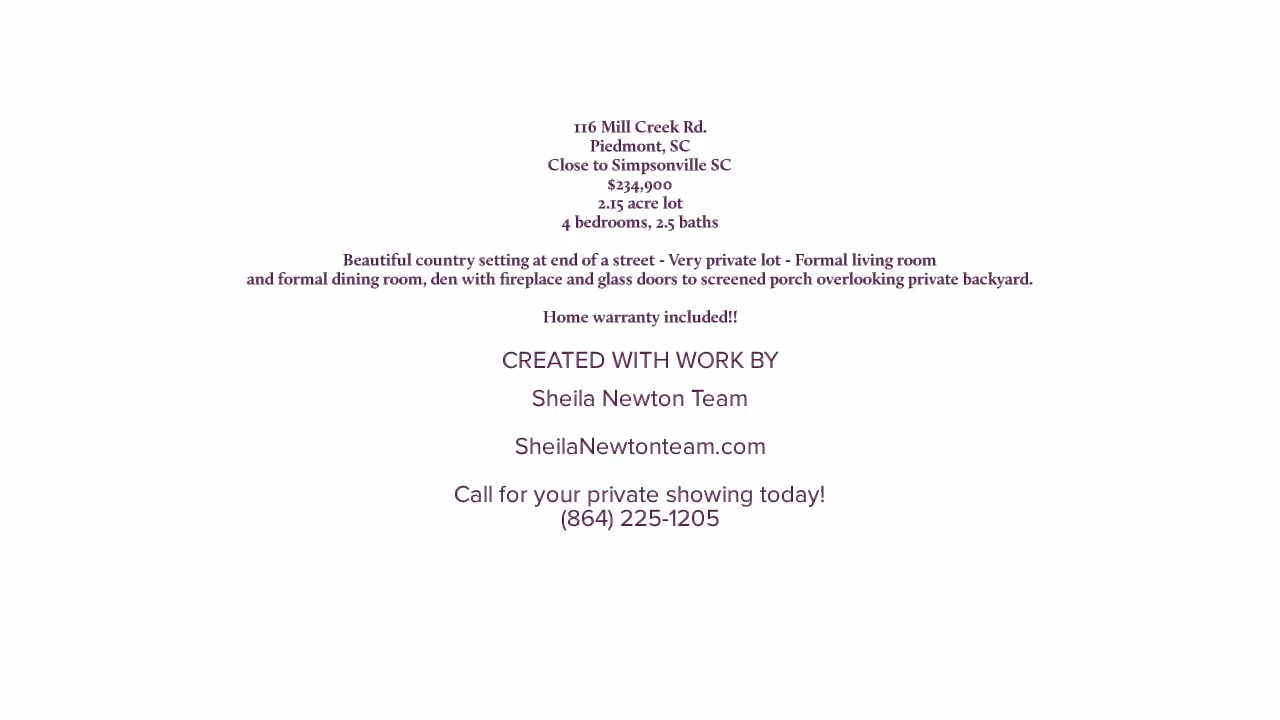 116 Mill Creek Rd.
Piedmont, SC
Close to Simpsonville SC
$234,900
2.15 acre lot
4 bedrooms, 2.5 baths
Beautiful country setting at end of a street - Very private lot - Formal living room
and formal dining room, den with fireplace and glass doors to screened porch overlooking private backyard.
Home warranty included!!
CREATED WITH WORK BY
Sheila Newton Team
SheilaNewtonteam.com
Call for your private showing today!
(864) 225-1205